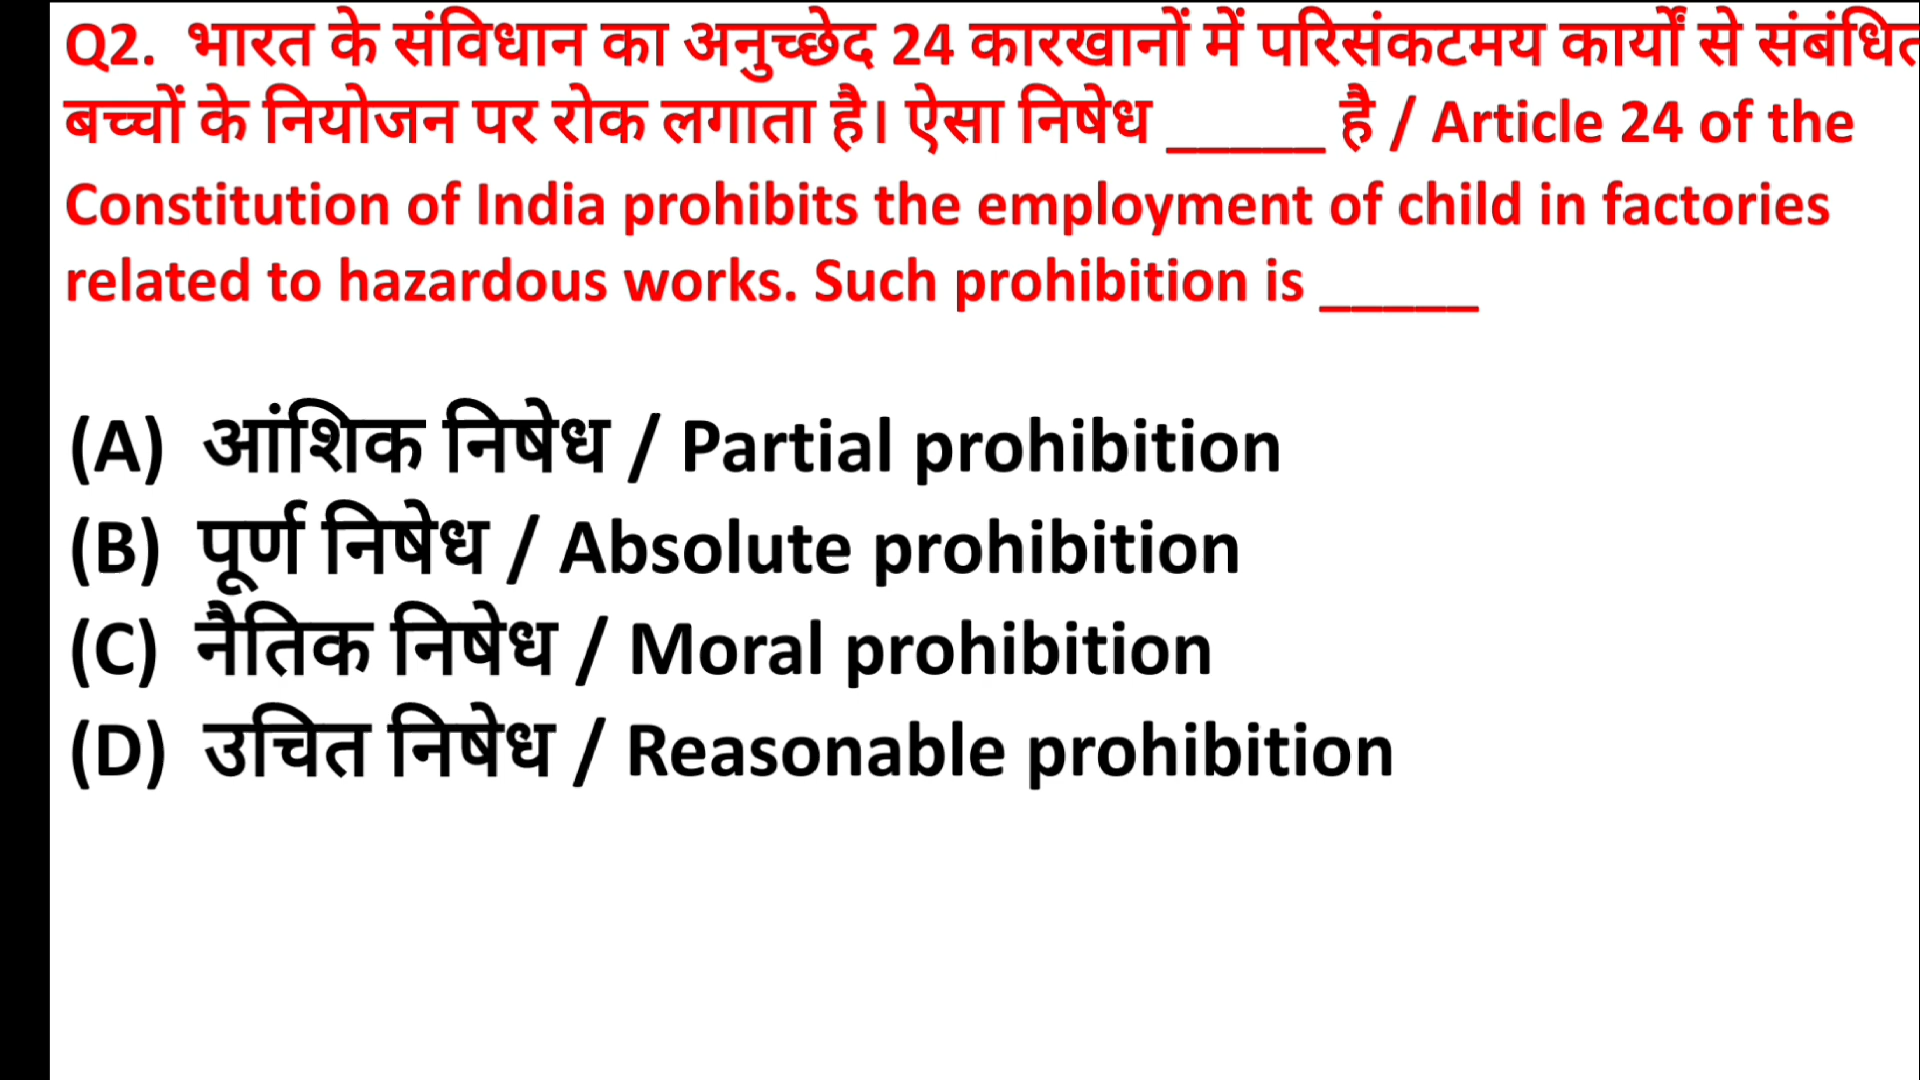 Q2. भारत के संविधान का अनुच्छेद 24 कारखानों में परिसंकटमय कार्यों से संबंधित
बच्चों के नियोजन पर रोक लगाता है। ऐसा निषेध _____ है / Article 24 of the
Constitution of India prohibits the employment of child in factories
related to hazardous works. Such prohibition is _____
(A) आंशिक निषेध / Partial prohibition
(B) पूर्ण निषेध / Absolute prohibition
(C) नैतिक निषेध / Moral prohibition
(D) उचित निषेध / Reasonable prohibition